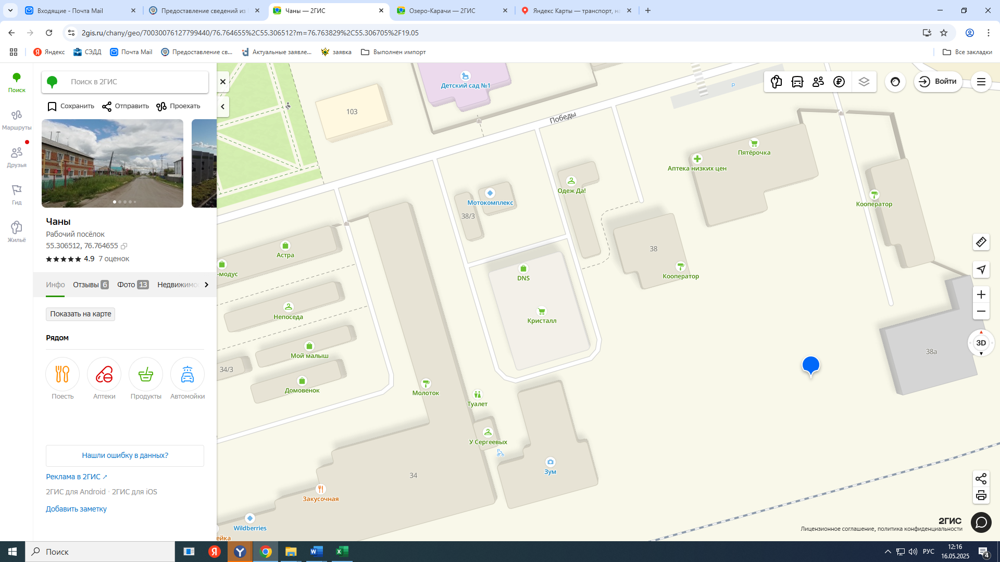 Входящие - Почта Mail
Предоставление сведений из
Чаны — 2ГИС
Озеро-Карачи — 2ГИС
Яндекс Карты — транспорт, на
2gis.ru/chany/geo/70030076127799440/76.764655%2C55.306512?m=76.763829%2C55.306705%2F19.05
Яндекс
СЭДД
Почта Mail
Предоставление св...
Актуальные заявле...
заявка
Выполнен импорт
Все закладки
Поиск
Маршруты
Друзья
Гид
Жильё
Поиск в 2ГИС
Сохранить
Отправить
Проехать
Чаны
Рабочий посёлок
55.306512, 76.764655
4.9 7 оценок
Инфо
Отзывы 6
Фото 13
Недвижимо
Показать на карте
Рядом
Поесть
Аптеки
Продукты
Автомойки
Нашли ошибку в данных?
Реклама в 2ГИС
2ГИС для Android · 2ГИС для iOS
Добавить заметку
Войти
Детский сад №1
P
103
Победы
Пятёрочка
Аптека низких цен
Одеж Да!
Мотокомплекс
38/3
Кооператор
38
Кооператор
Астра
-модус
DNS
Непоседа
Кристалл
Мой малыш
34/3
Домовенок
Молоток
Туалет
38а
3D
У Сергеевых
Зум
34
Закусочная
Wildberries
ейка
2ГИС
Лицензионное соглашение, политика конфиденциальности
Поиск
РУС
12:16
16.05.2025
4